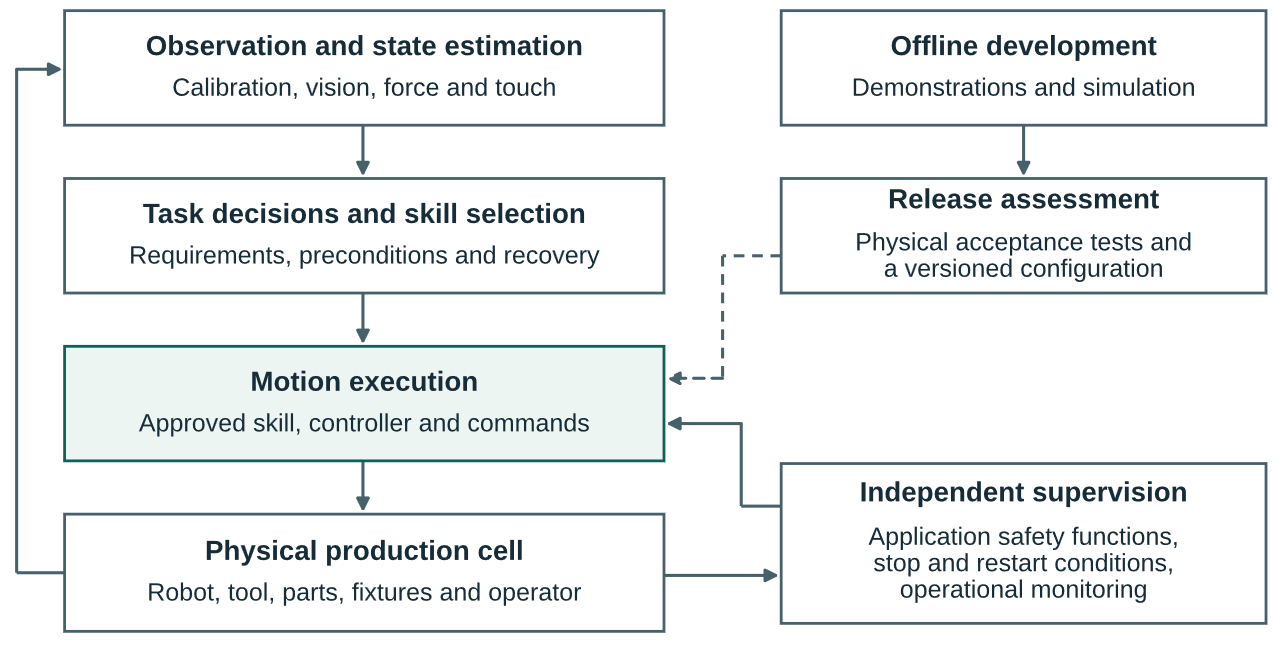 Observation and state estimation
Calibration, vision, force and touch
Offline development
Demonstrations and simulation
Task decisions and skill selection
Requirements, preconditions and recovery
Release assessment
Physical acceptance tests and
a versioned configuration
Motion execution
Approved skill, controller and commands
Independent supervision
Application safety functions,
stop and restart conditions,
operational monitoring
Physical production cell
Robot, tool, parts, fixtures and operator